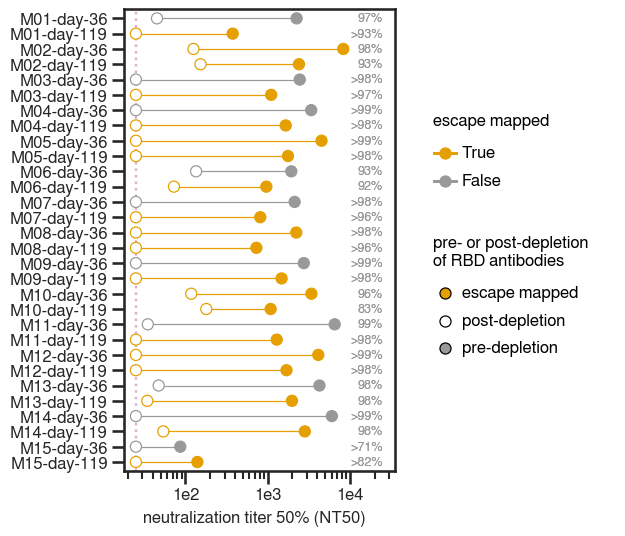 M01-day-36 97%
M01-day-119 >93%
M02-day-36 98%
M02-day-119 93%
M03-day-36 >98%
M03-day-119 >97%
M04-day-36 >99%
M04-day-119 >98%
M05-day-36 >99%
M05-day-119 >98%
M06-day-36 93%
M06-day-119 92%
M07-day-36 >98%
M07-day-119 >96%
M08-day-36 >98%
M08-day-119 >96%
M09-day-36 >99%
M09-day-119 >98%
M10-day-36 96%
M10-day-119 83%
M11-day-36 99%
M11-day-119 >98%
M12-day-36 >99%
M12-day-119 >98%
M13-day-36 98%
M13-day-119 98%
M14-day-36 >99%
M14-day-119 98%
M15-day-36 >71%
M15-day-119 >82%
1e2 1e3 1e4
neutralization titer 50% (NT50)
escape mapped
True
False
pre- or post-depletion
of RBD antibodies
escape mapped
post-depletion
pre-depletion